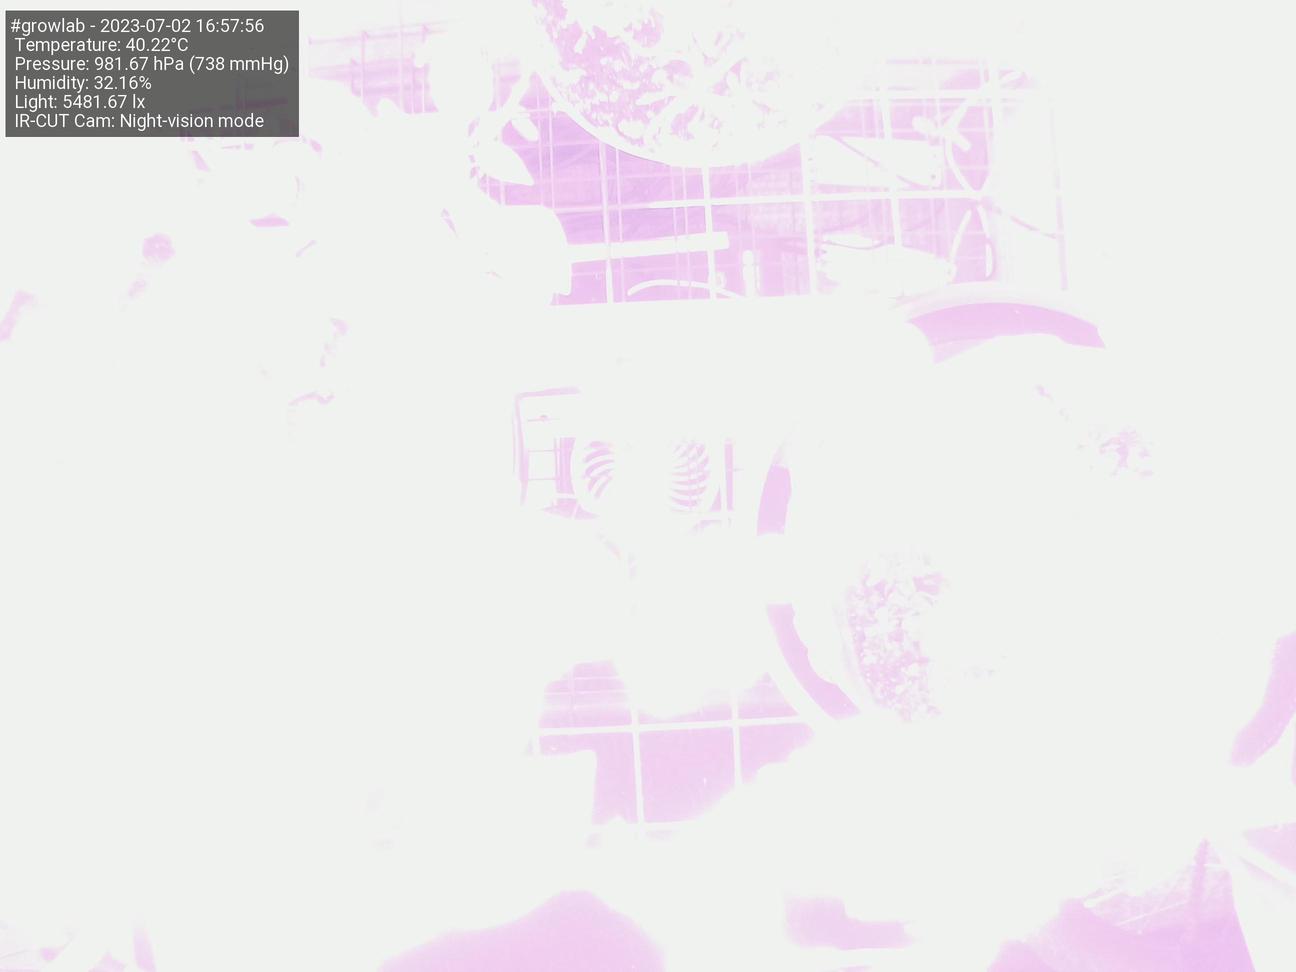 #growlab - 2023-07-02 16:57:56
Temperature: 40.22°C
Pressure: 981.67 hPa (738 mmHg)
Humidity: 32.16%
Light: 5481.67 lx
IR-CUT Cam: Night-vision mode